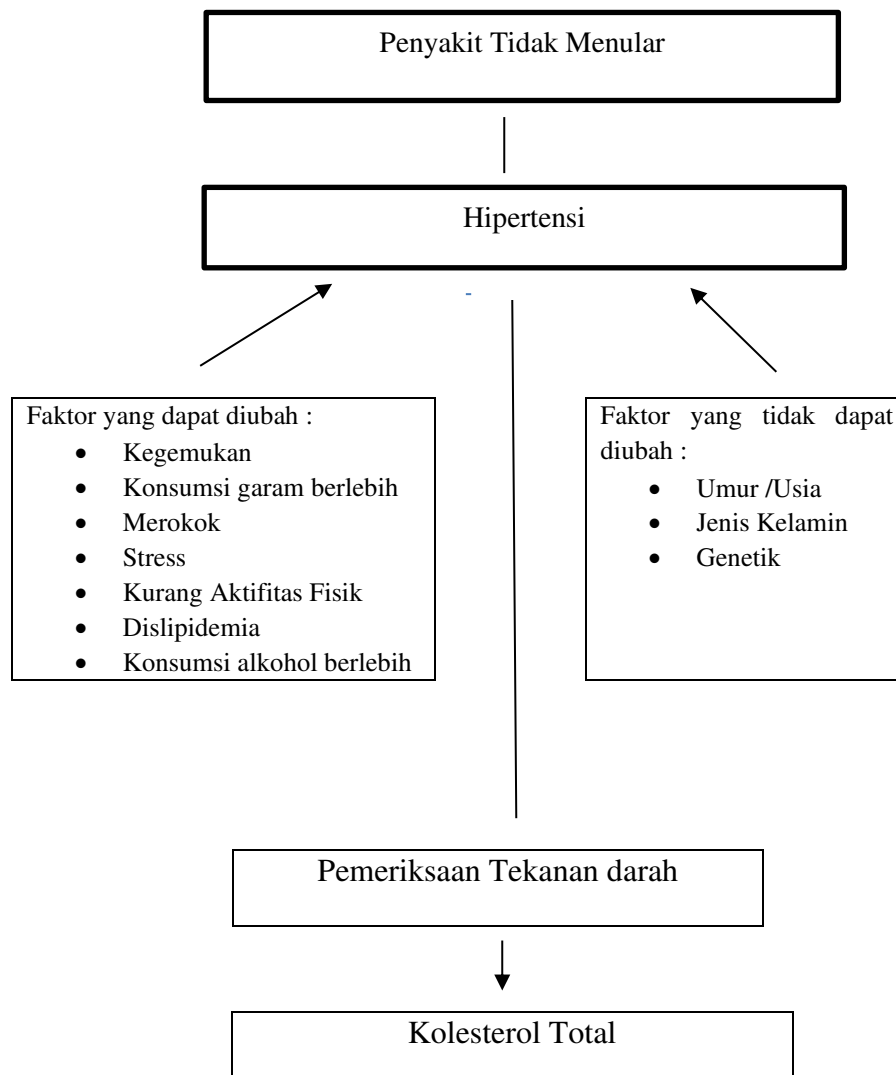 Penyakit Tidak Menular
Hipertensi
Faktor yang dapat diubah :
• Kegemukan
• Konsumsi garam berlebih
• Merokok
• Stress
• Kurang Aktifitas Fisik
• Dislipidemia
• Konsumsi alkohol berlebih
Faktor yang tidak dapat
diubah :
• Umur /Usia
• Jenis Kelamin
• Genetik
Pemeriksaan Tekanan darah
Kolesterol Total